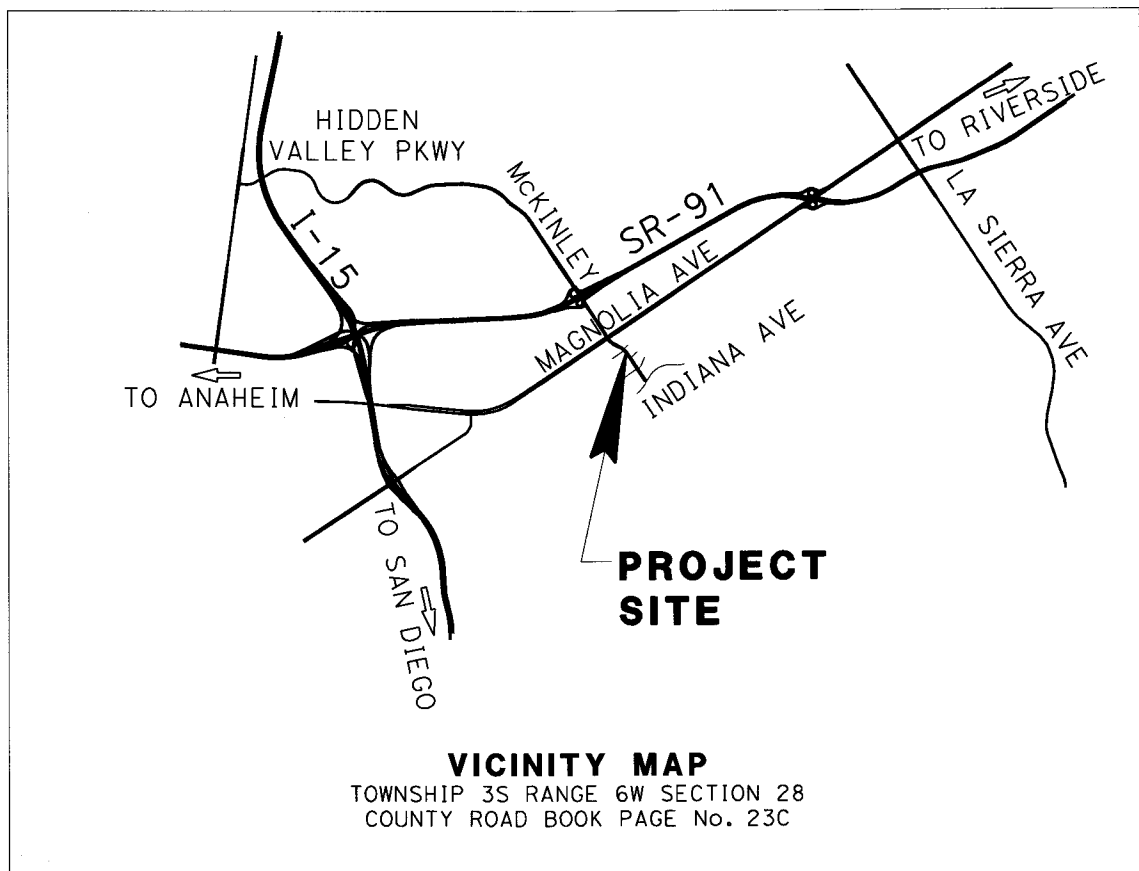 HIDDEN
VALLEY PKWY
McKINLEY
SR-91
TO RIVERSIDE
I-15
MAGNOLIA AVE
LA SIERRA AVE
INDIANA AVE
TO ANAHEIM
TO SAN DIEGO
PROJECT
SITE
VICINITY MAP
TOWNSHIP 3S RANGE 6W SECTION 28
COUNTY ROAD BOOK PAGE No. 23C